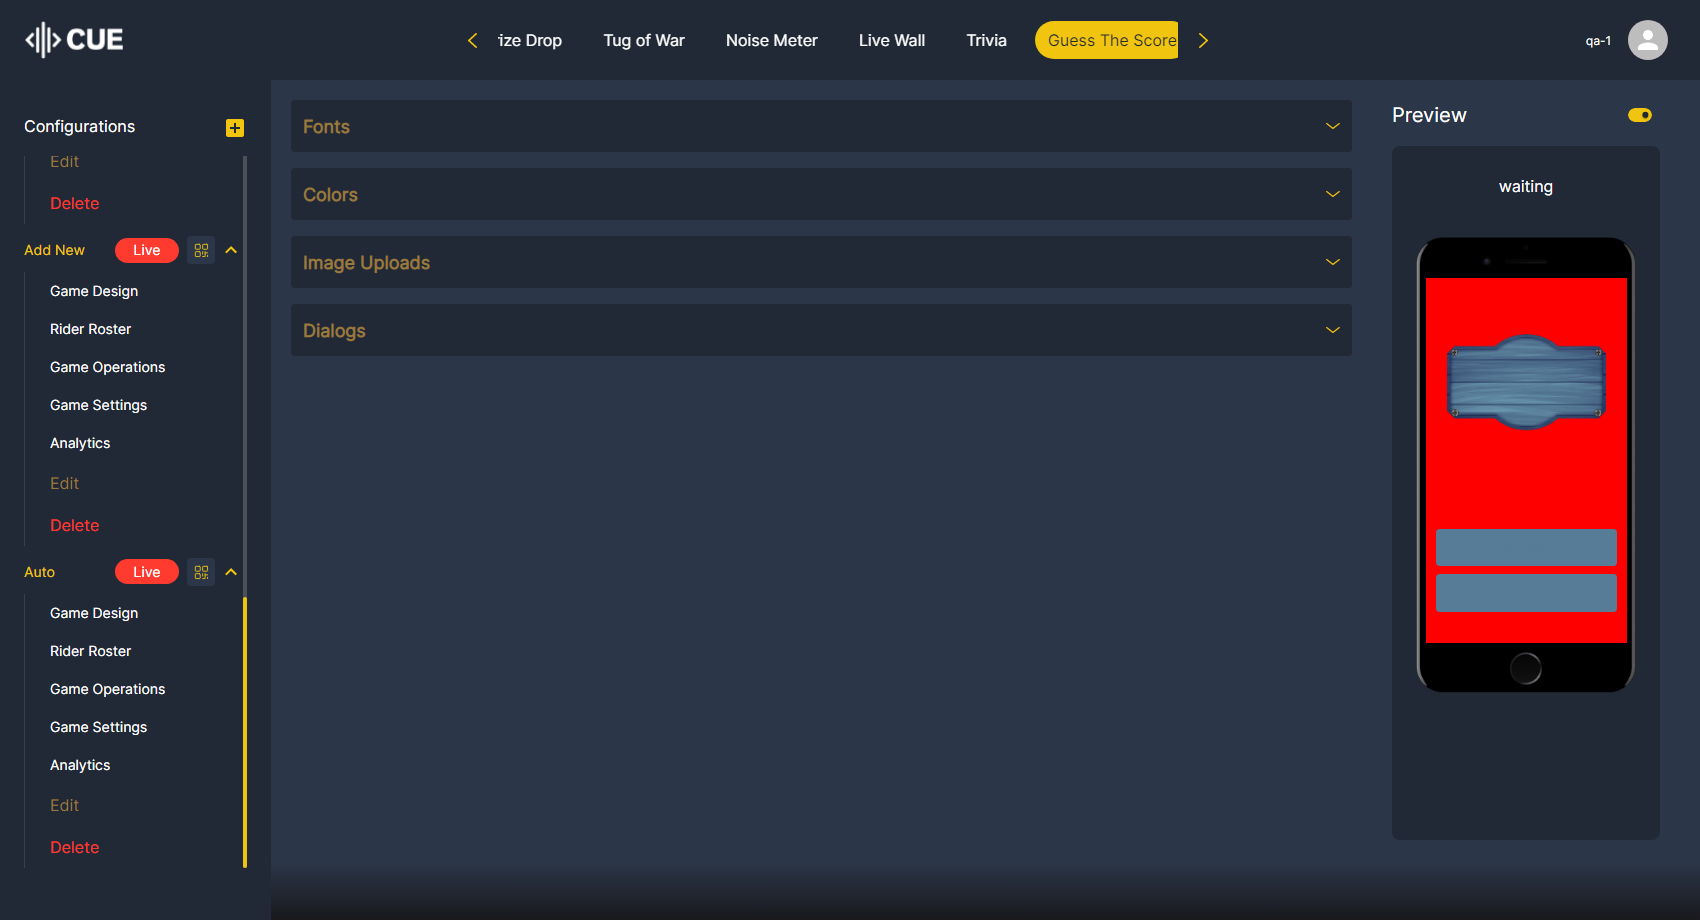 CUE
ize Drop
Tug of War
Noise Meter
Live Wall
Trivia
Guess The Score
qa-1
Configurations
Edit
Delete
Add New
Live
Game Design
Rider Roster
Game Operations
Game Settings
Analytics
Edit
Delete
Auto
Live
Game Design
Rider Roster
Game Operations
Game Settings
Analytics
Edit
Delete
Fonts
Colors
Image Uploads
Dialogs
Preview
waiting